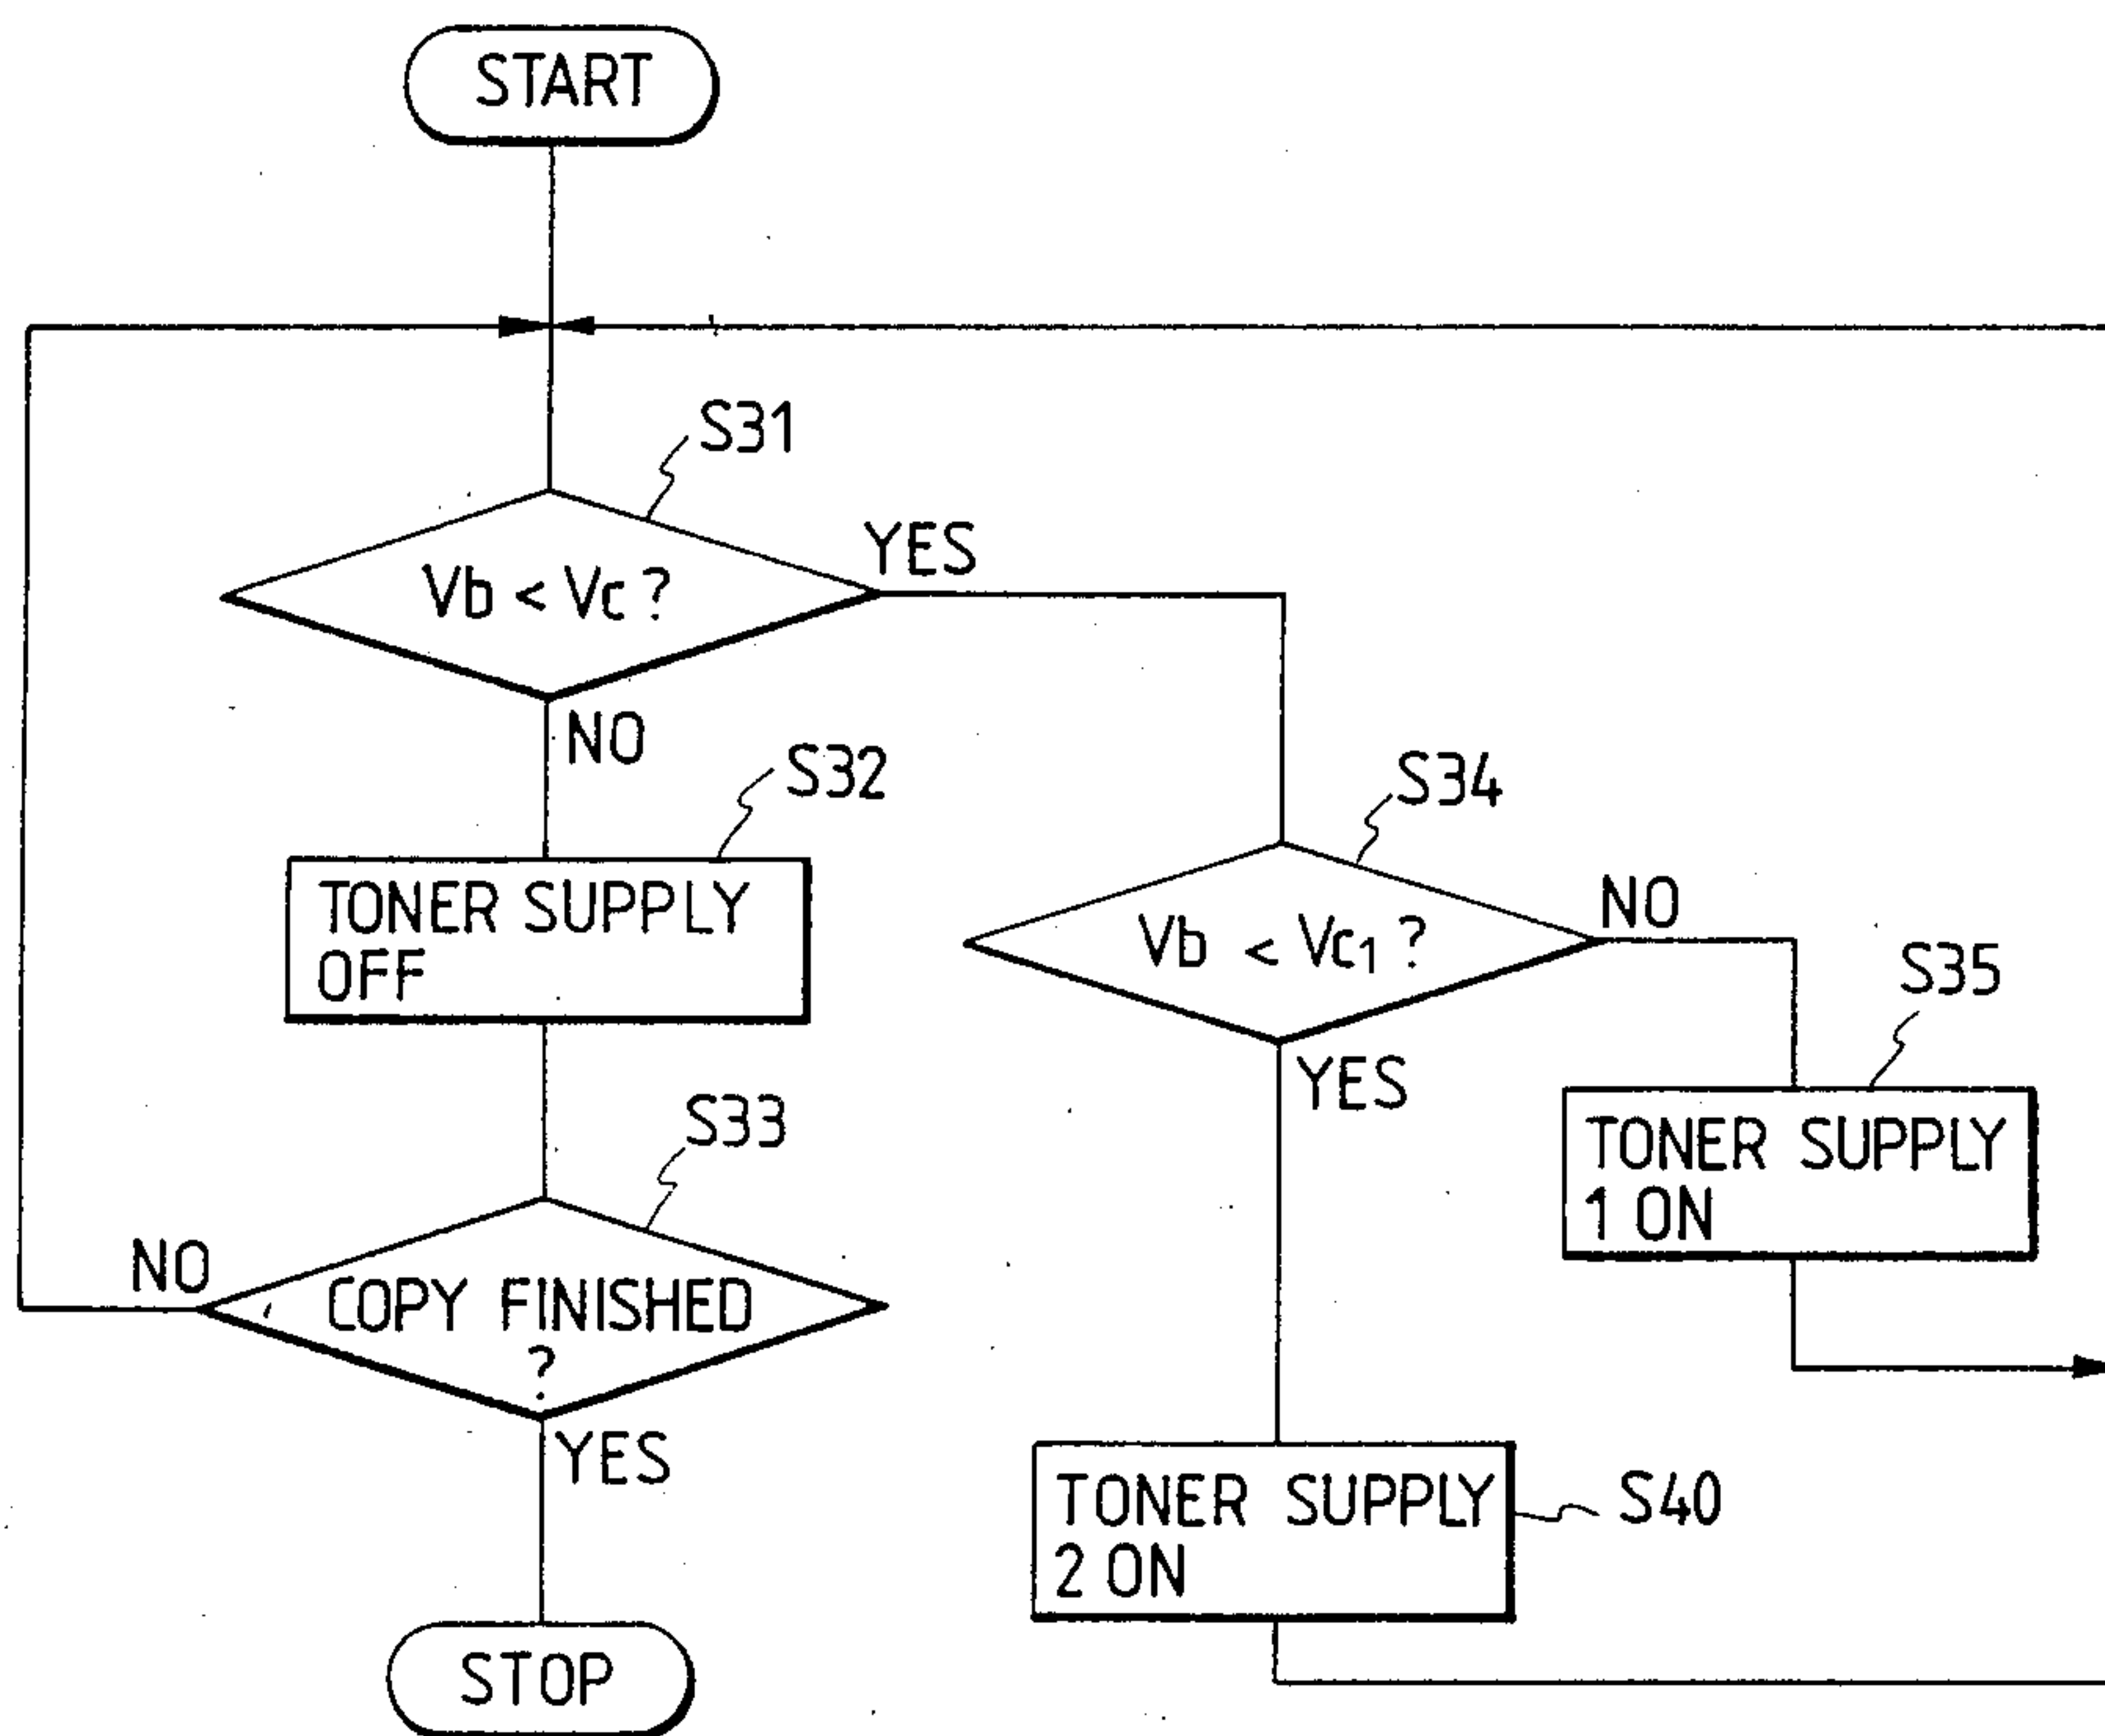 START
S31
Vb < Vc ?
YES
NO
S32
TONER SUPPLY
OFF
S33
COPY FINISHED
?
NO
YES
STOP
S34
Vb < Vc₁ ?
NO
YES
S35
TONER SUPPLY
1 ON
TONER SUPPLY
2 ON
S40